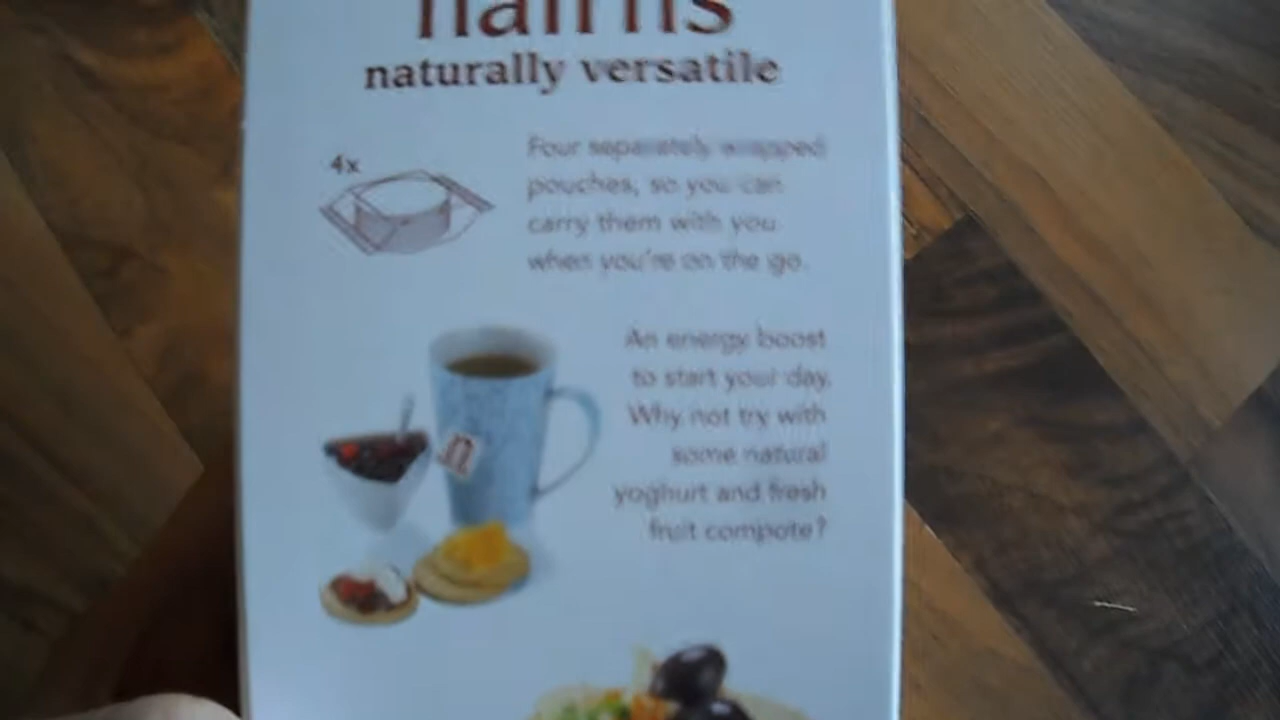 nairns
naturally versatile
4x
Four separately wrapped
pouches, so you can
carry them with you
when you're on the go.
An energy boost
to start your day.
Why not try with
some natural
yoghurt and fresh
fruit compote?
n